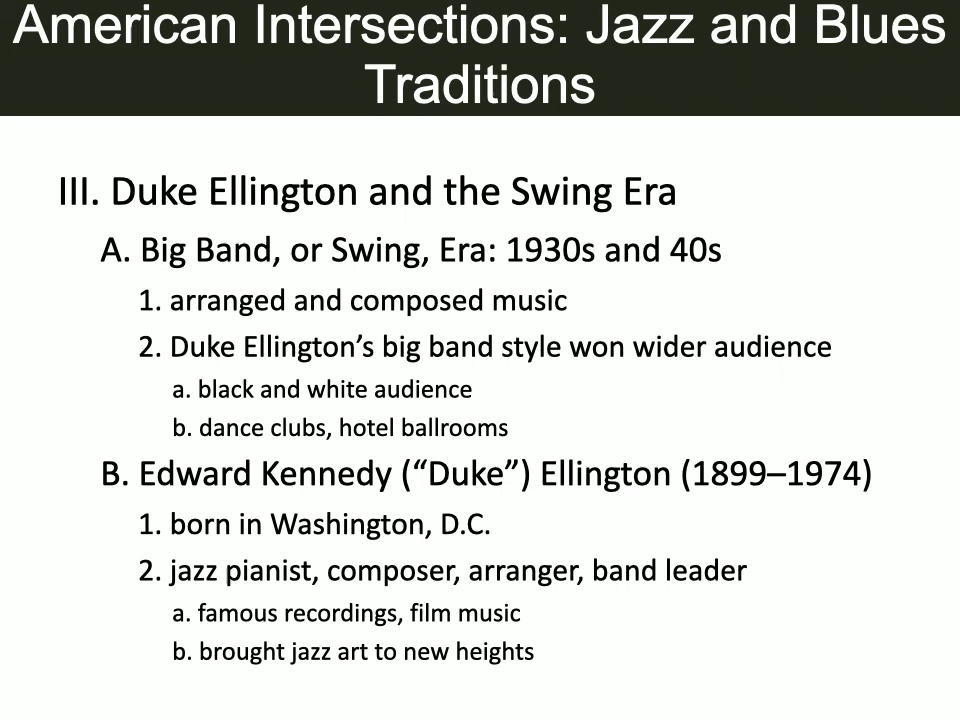 American Intersections: Jazz and Blues
Traditions
III. Duke Ellington and the Swing Era
A. Big Band, or Swing, Era: 1930s and 40s
1. arranged and composed music
2. Duke Ellington’s big band style won wider audience
a. black and white audience
b. dance clubs, hotel ballrooms
B. Edward Kennedy (“Duke”) Ellington (1899–1974)
1. born in Washington, D.C.
2. jazz pianist, composer, arranger, band leader
a. famous recordings, film music
b. brought jazz art to new heights